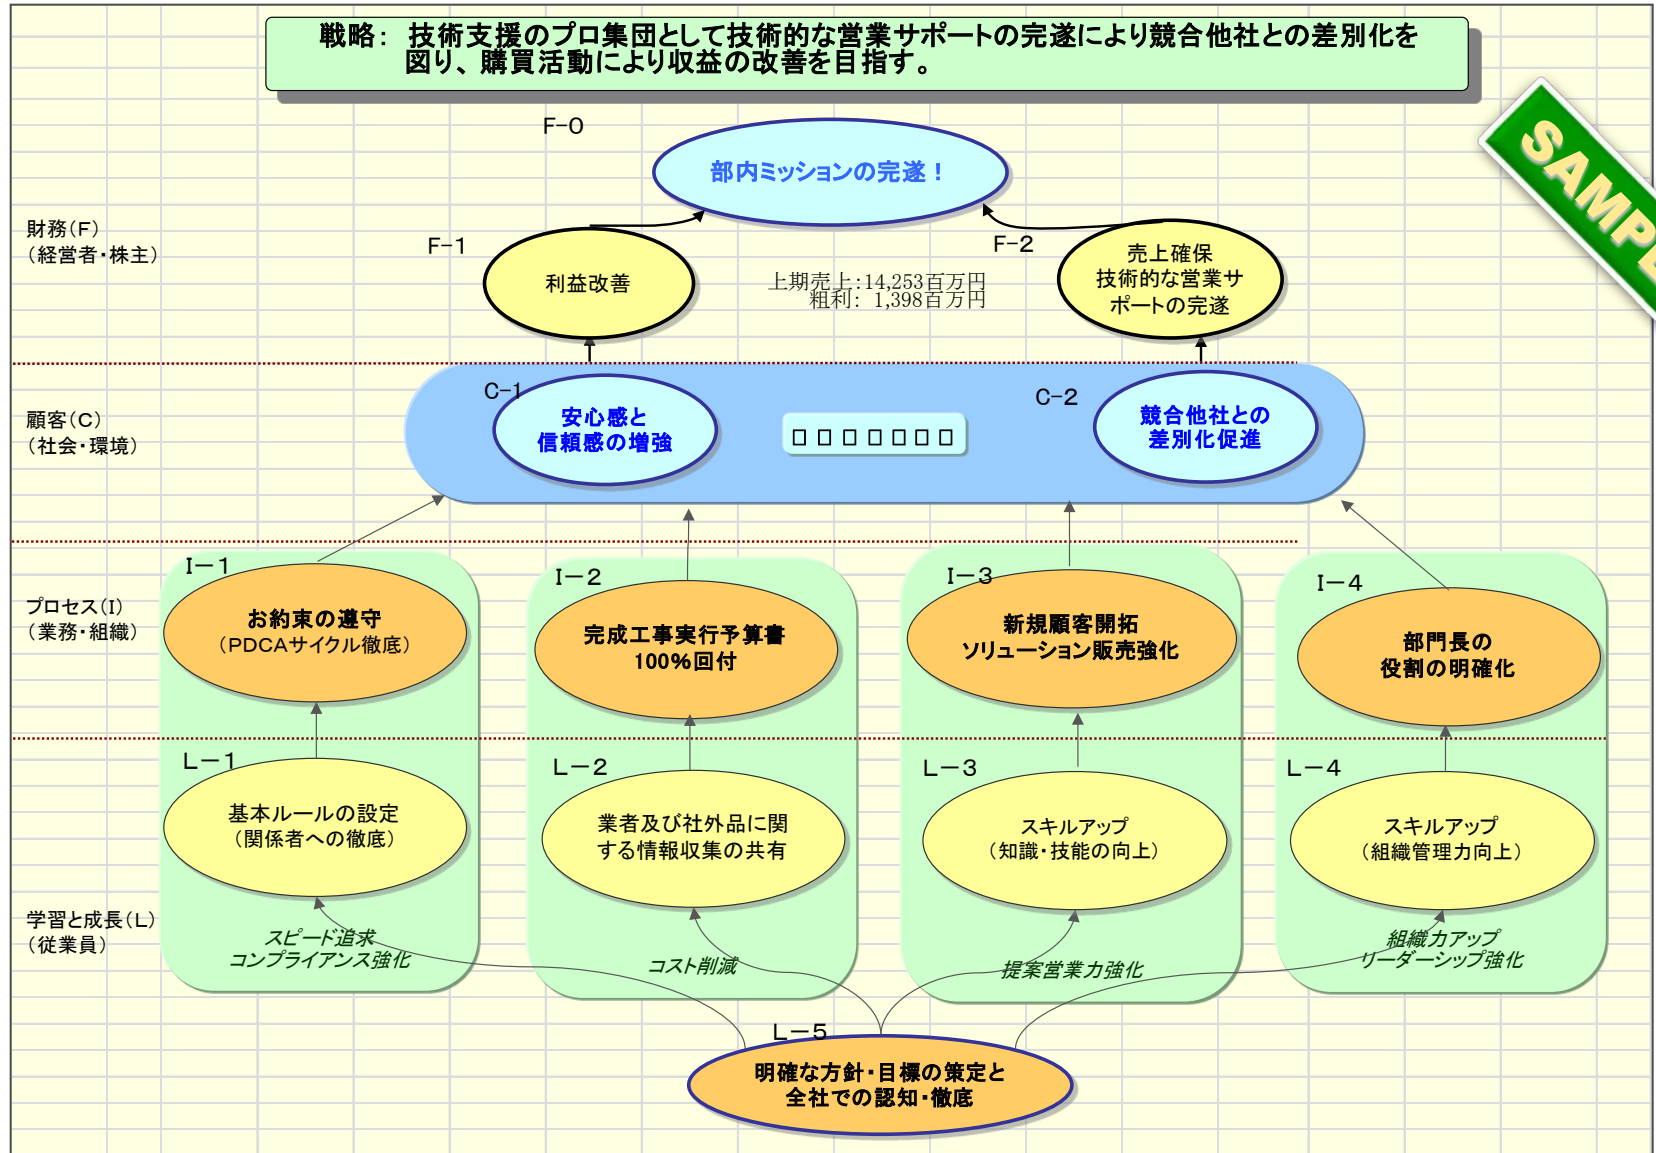 戦略： 技術支援のプロ集団として技術的な営業サポートの完遂により競合他社との差別化を
図り、購買活動により収益の改善を目指す。
SAMPLE
F-0
部内ミッションの完遂！
財務（F）
（経営者・株主）
F-1
利益改善
上期売上：14,253百万円
粗利： 1,398百万円
F-2
売上確保
技術的な営業サ
ポートの完遂
顧客（C）
（社会・環境）
C-1
安心感と
信頼感の増強
C-2
競合他社との
差別化促進
プロセス（I）
（業務・組織）
I－1
お約束の遵守
（PDCAサイクル徹底）
I－2
完成工事実行予算書
100%回付
I－3
新規顧客開拓
ソリューション販売強化
I－4
部門長の
役割の明確化
学習と成長（L）
（従業員）
L－1
基本ルールの設定
（関係者への徹底）
スピード追求
コンプライアンス強化
L－2
業者及び社外品に関
する情報収集の共有
コスト削減
L－3
スキルアップ
（知識・技能の向上）
提案営業力強化
L－4
スキルアップ
（組織管理力向上）
組織力アップ
リーダーシップ強化
L－5
明確な方針・目標の策定と
全社での認知・徹底